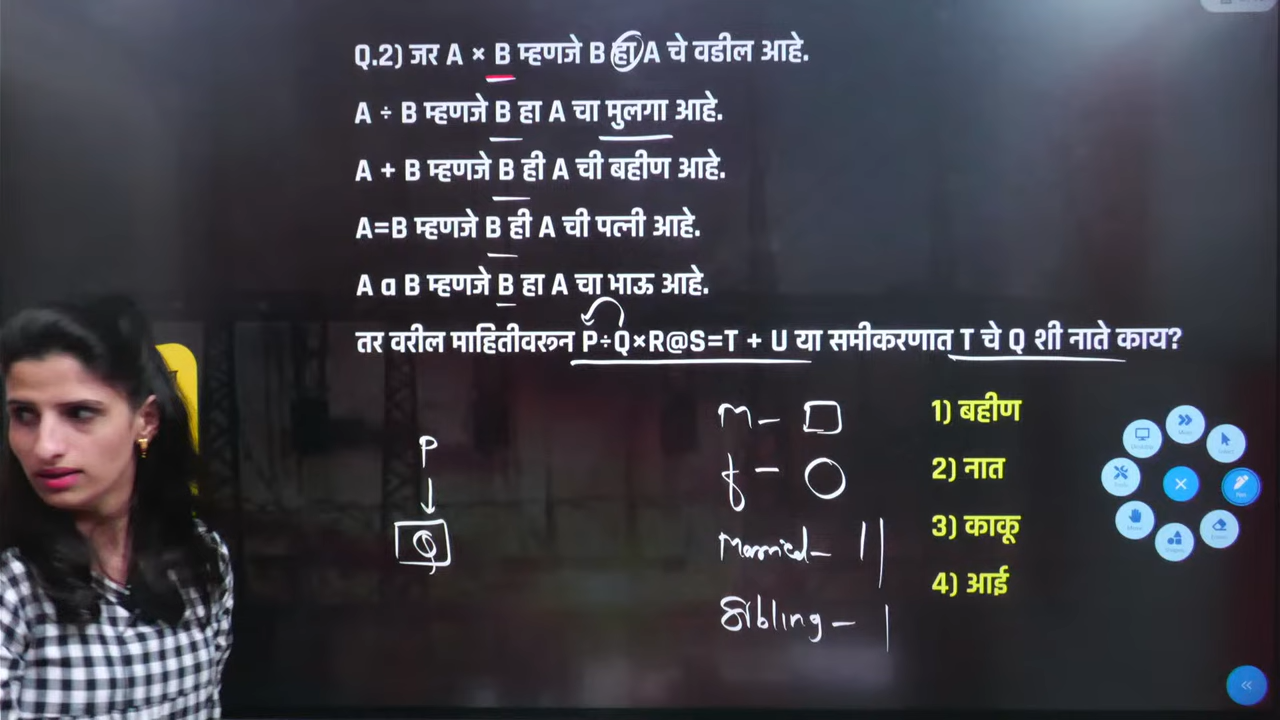 Q.2) जर A × B म्हणजे B हा A चे वडील आहे.
A ÷ B म्हणजे B हा A चा मुलगा आहे.
A + B म्हणजे B ही A ची बहीण आहे.
A=B म्हणजे B ही A ची पत्नी आहे.
A a B म्हणजे B हा A चा भाऊ आहे.
तर वरील माहितीवरून P÷Q×R@S=T + U या समीकरणात T चे Q शी नाते काय?
1) बहीण
2) नात
3) काकू
4) आई
M –
f –
Married –
Sibling –
P
Q